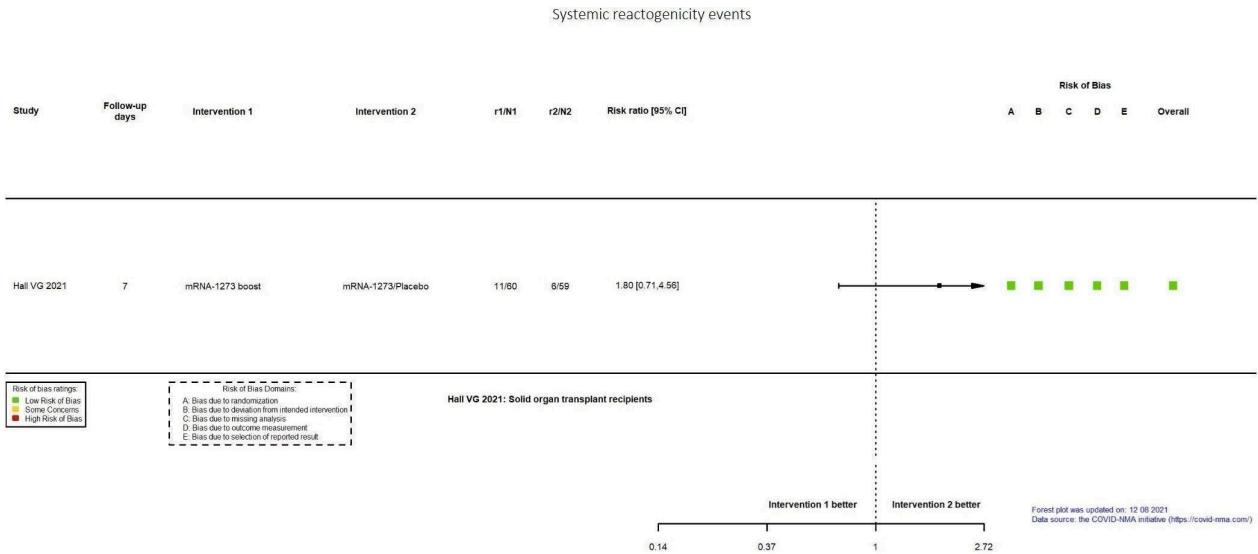 Systemic reactogenicity events
Risk of Bias
Study Follow-up days Intervention 1 Intervention 2 r1/N1 r2/N2 Risk ratio [95% CI] A B C D E Overall
Hall VG 2021 7 mRNA-1273 boost mRNA-1273/Placebo 11/60 6/59 1.80 [0.71,4.56]
Risk of bias ratings:
Low Risk of Bias
Some Concerns
High Risk of Bias
Risk of Bias Domains:
A: Bias due to randomization
B: Bias due to deviation from intended intervention
C: Bias due to missing analysis
D: Bias due to outcome measurement
E: Bias due to selection of reported result
Hall VG 2021: Solid organ transplant recipients
Intervention 1 better Intervention 2 better
0.14 0.37 1 2.72
Forest plot was updated on: 12 08 2021
Data source: the COVID-NMA initiative (https://covid-nma.com/)